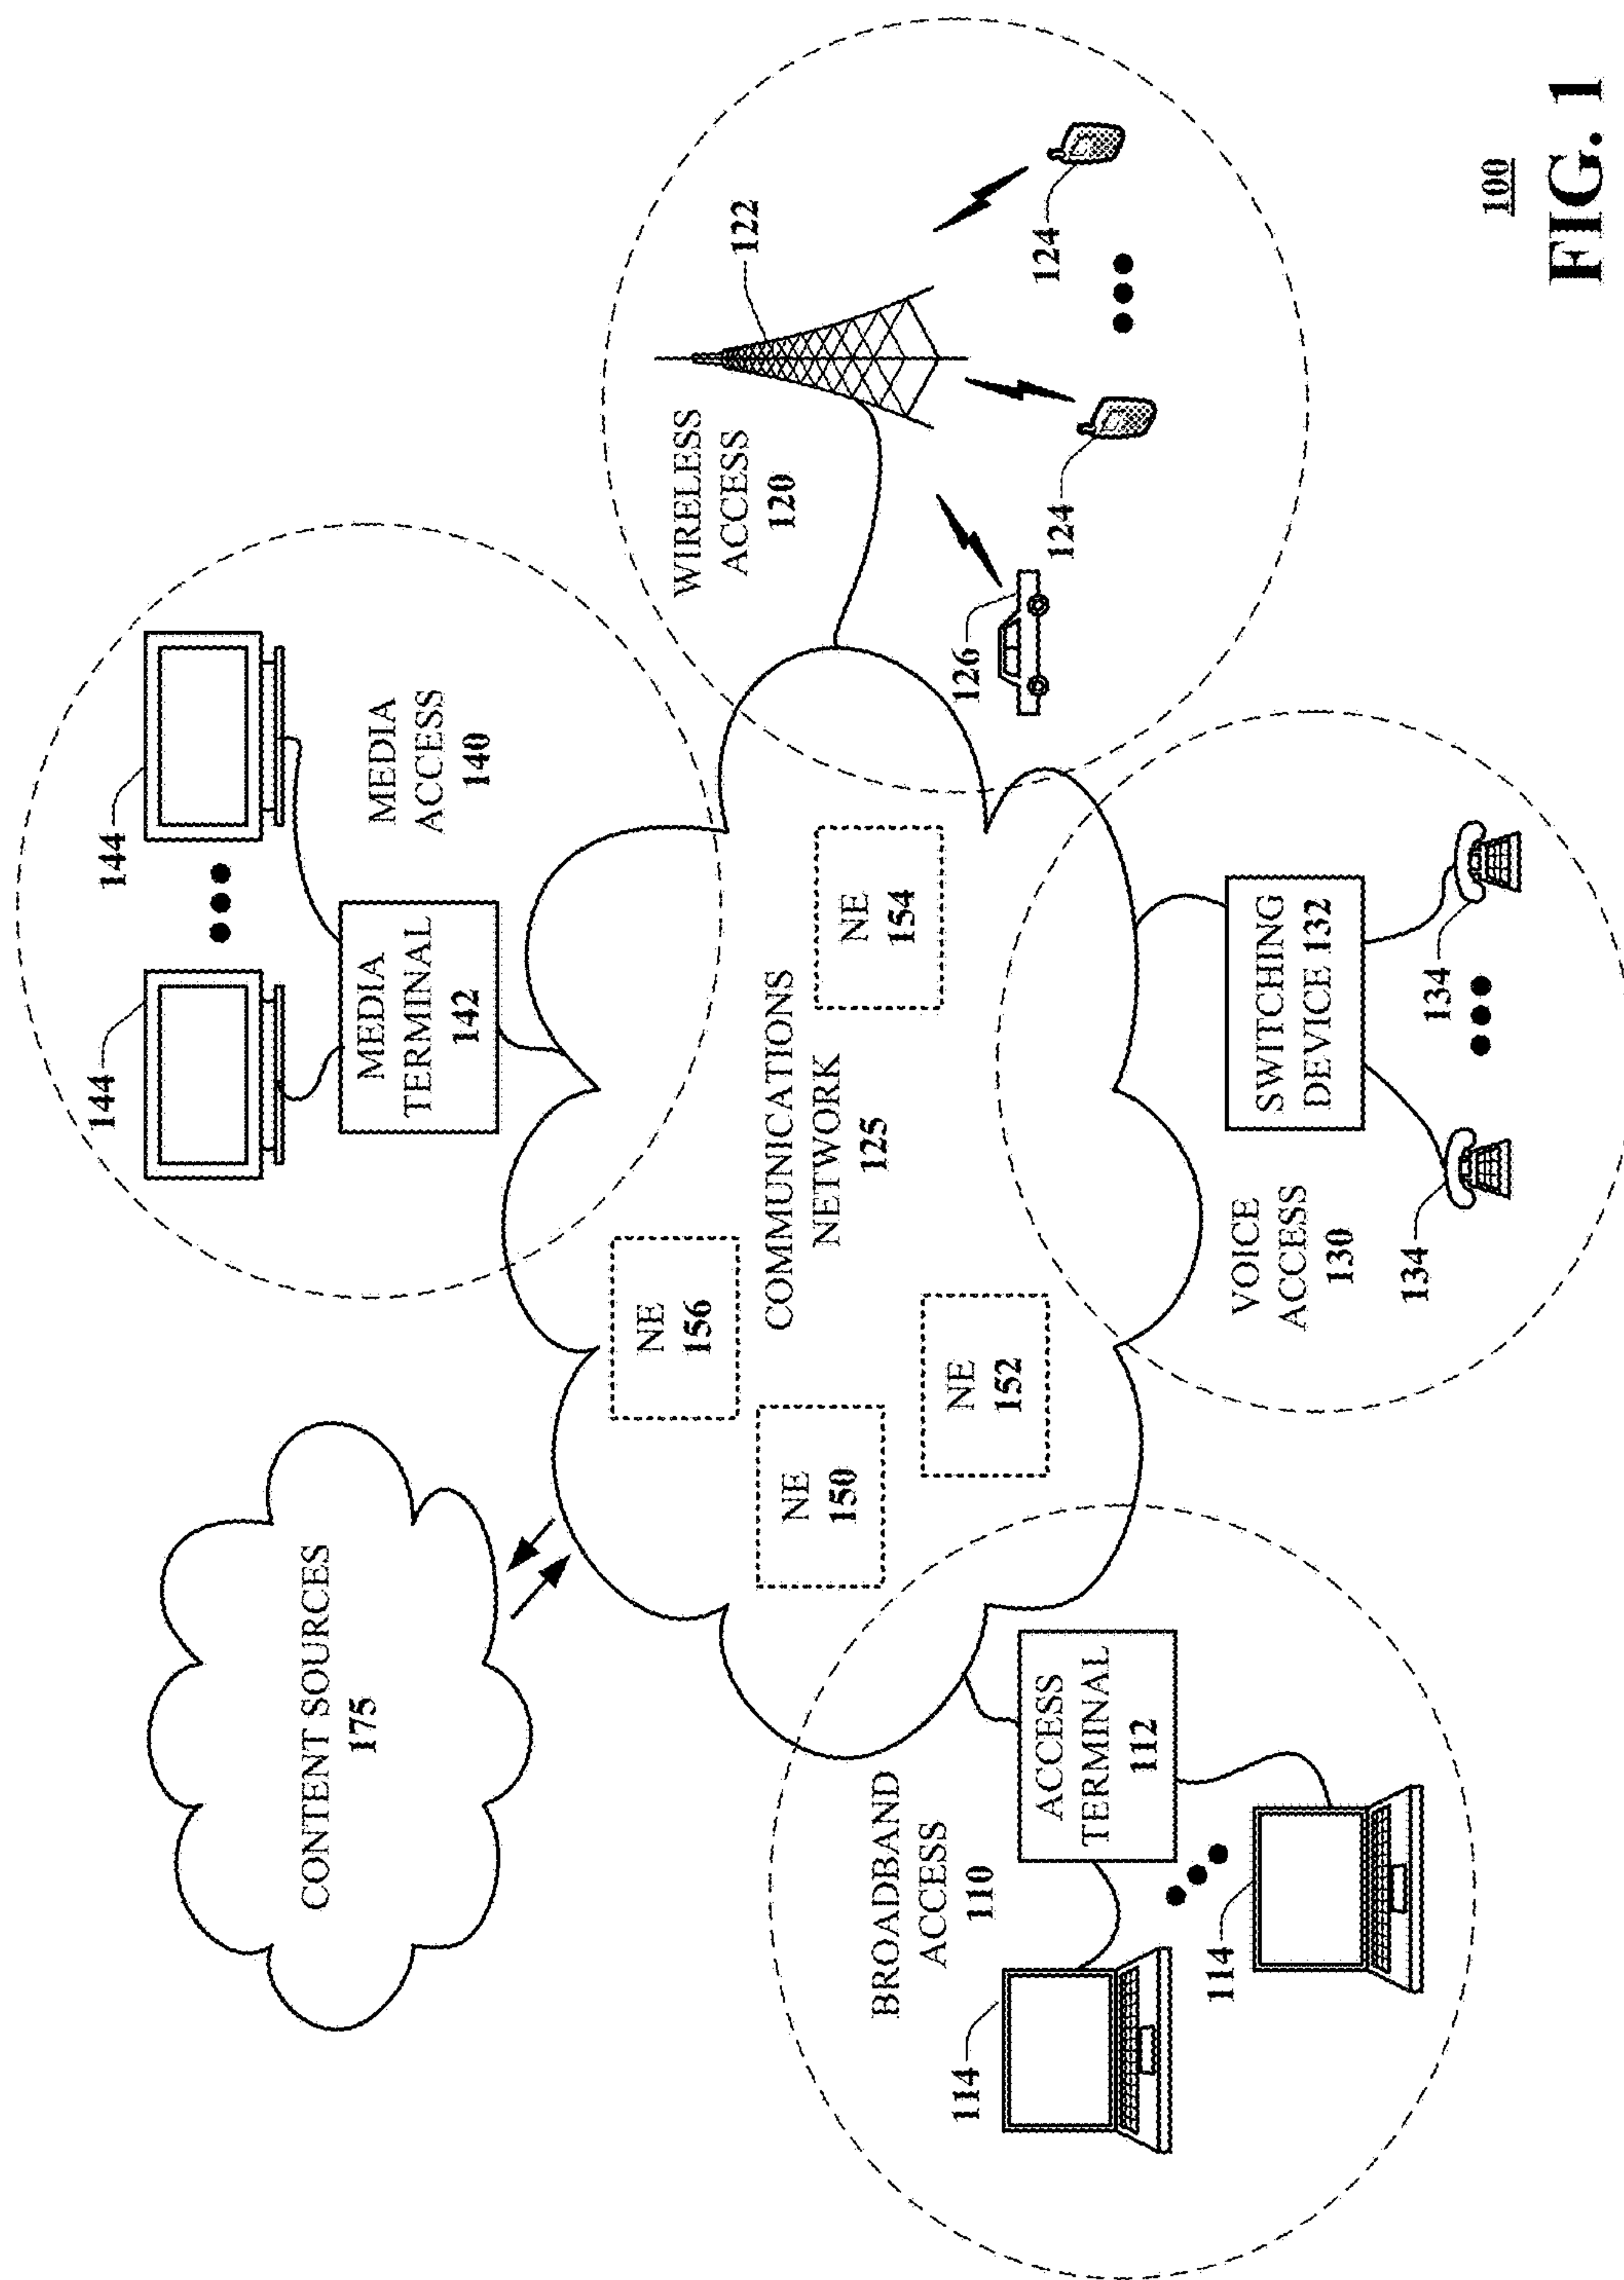 CONTENT SOURCES
175
144
144
MEDIA
TERMINAL
142
MEDIA
ACCESS
140
NE
156
NE
150
NE
152
COMMUNICATIONS
NETWORK
125
NE
154
WIRELESS
ACCESS
120
122
126
124
124
BROADBAND
ACCESS
110
114
ACCESS
TERMINAL
112
114
VOICE
ACCESS
130
SWITCHING
DEVICE 132
134
134
100
FIG. 1